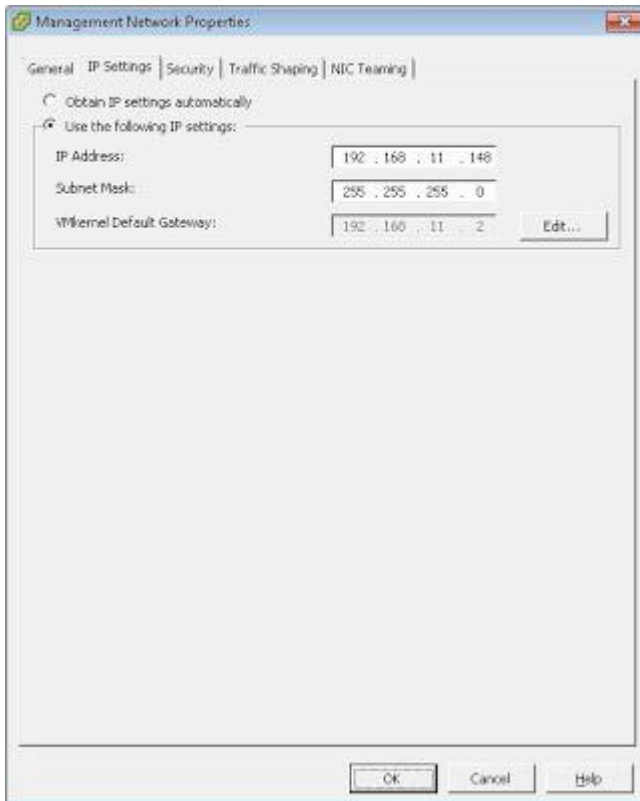 Management Network Properties
General IP Settings Security Traffic Shaping NIC Teaming
Obtain IP settings automatically
Use the following IP settings:
IP Address: 192 . 168 . 11 . 148
Subnet Mask: 255 . 255 . 255 . 0
VMkernel Default Gateway: 192 . 168 . 11 . 2 Edit...
OK Cancel Help